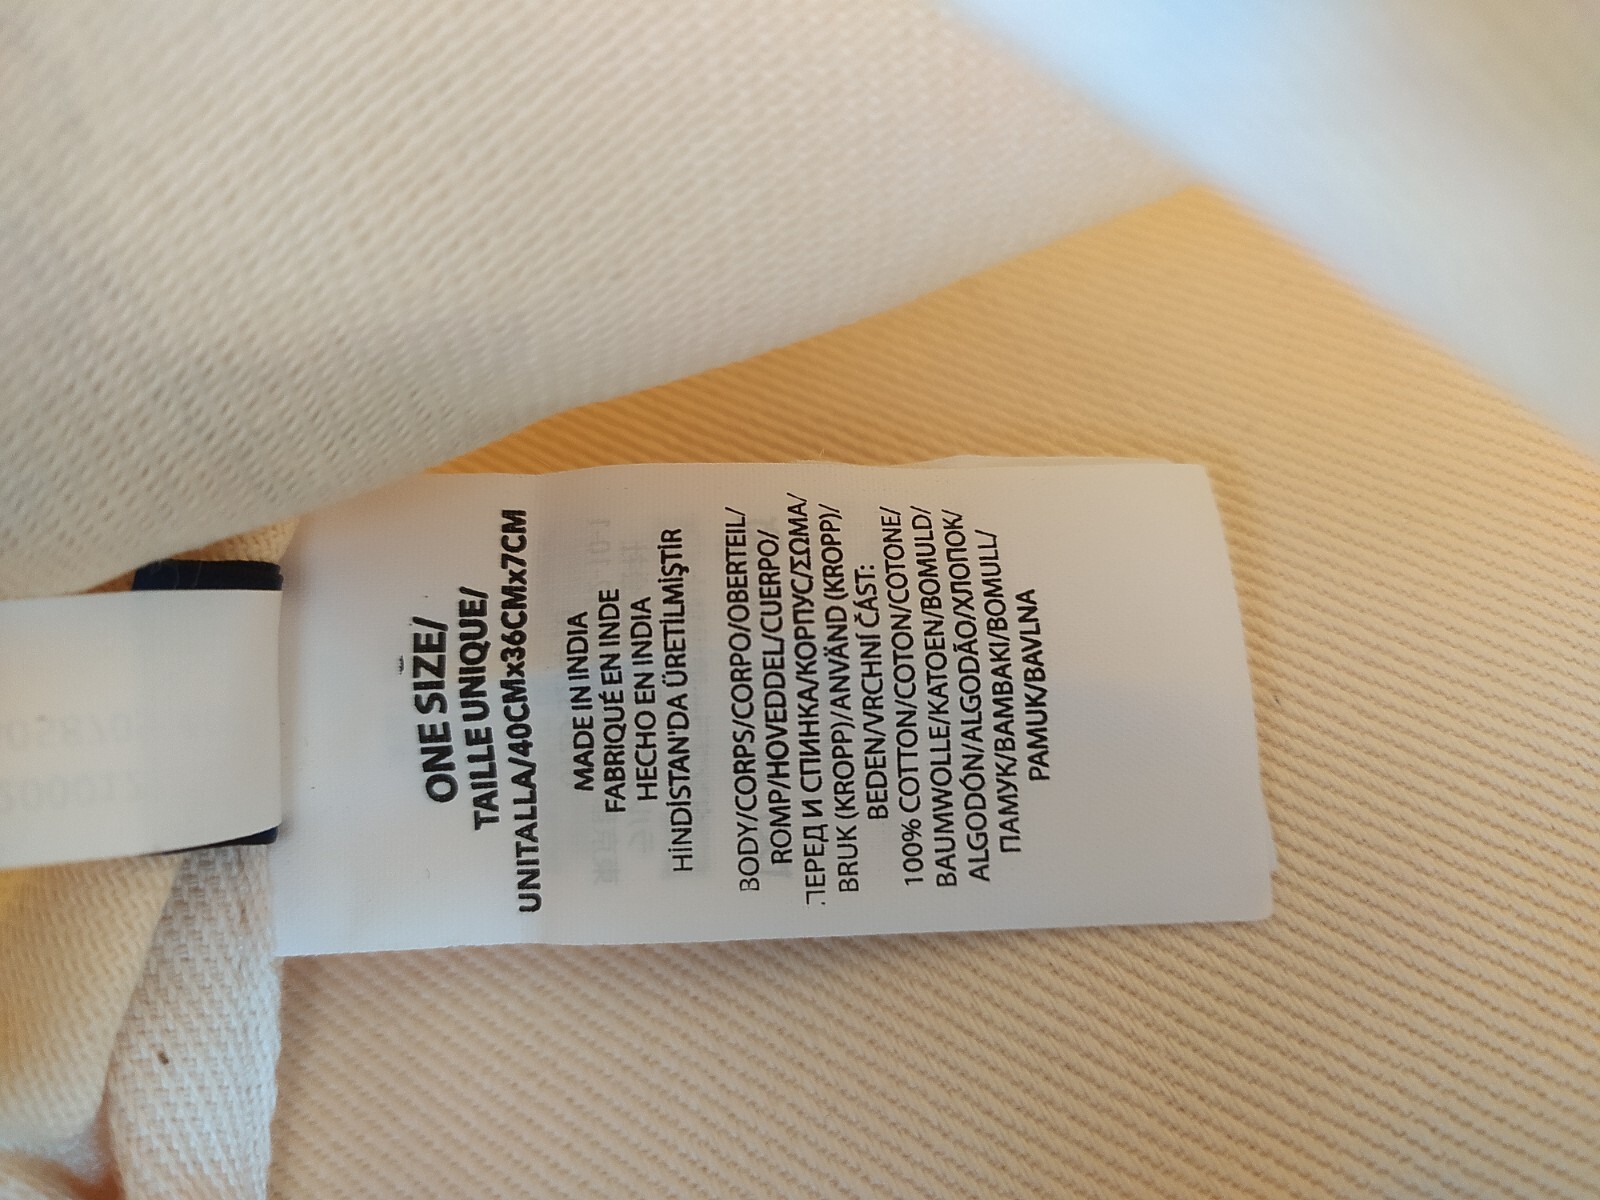 ONE SIZE/
TAILLE UNIQUE/
UNITALLA/40CMx36CMx7CM
MADE IN INDIA
FABRIQUÉ EN INDE
HECHO EN INDIA
HİNDİSTAN'DA ÜRETİLMİŞTİR
BODY/CORPS/CORPO/OBERTEIL/
ROMP/HOVEDDEL/CUERPO/
ПЕРЕД И СПИНКА/КОРПУС/ΣΩΜΑ/
BRUK (KROPP)/ANVÄND (KROPP)/
BEDEN/VRCHNÍ ČÁST:
100% COTTON/COTON/COTONE/
BAUMWOLLE/KATOEN/BOMULD/
ALGODÓN/ALGODÃO/ХЛОПОК/
ПАМУК/ΒΑΜΒΑΚΙ/BOMULL/
PAMUK/BAVLNA